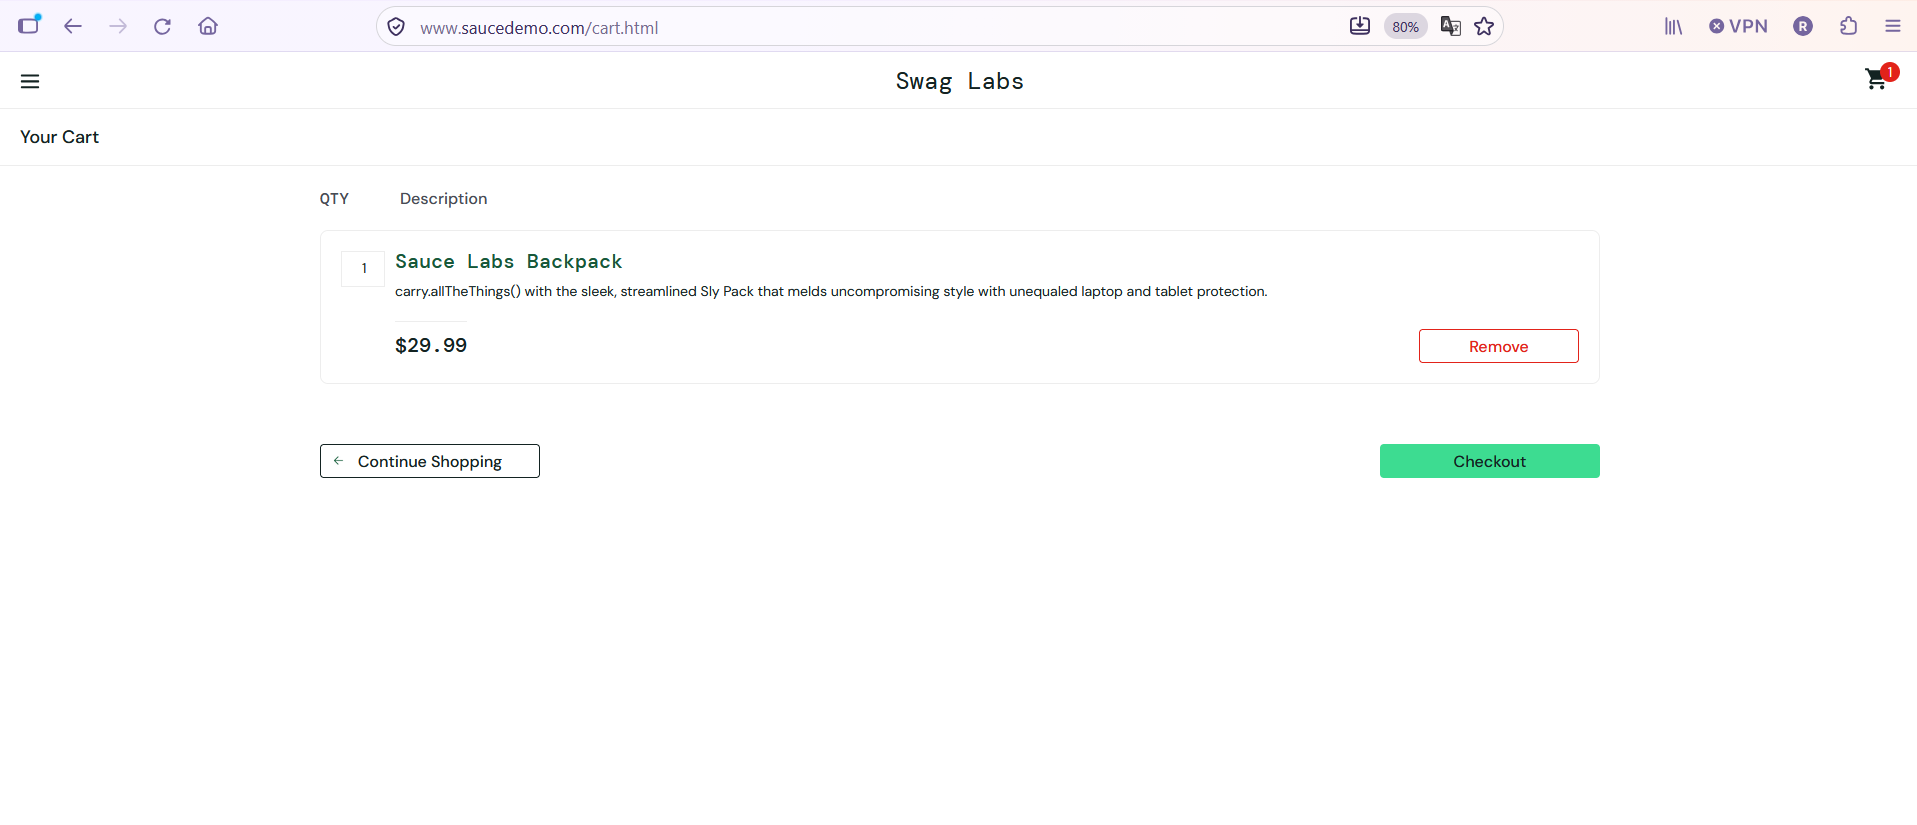 www.saucedemo.com/cart.html
80%
VPN
R
Swag Labs
1
Your Cart
QTY Description
1
Sauce Labs Backpack
carry.allTheThings() with the sleek, streamlined Sly Pack that melds uncompromising style with unequaled laptop and tablet protection.
$29.99
Remove
Continue Shopping
Checkout